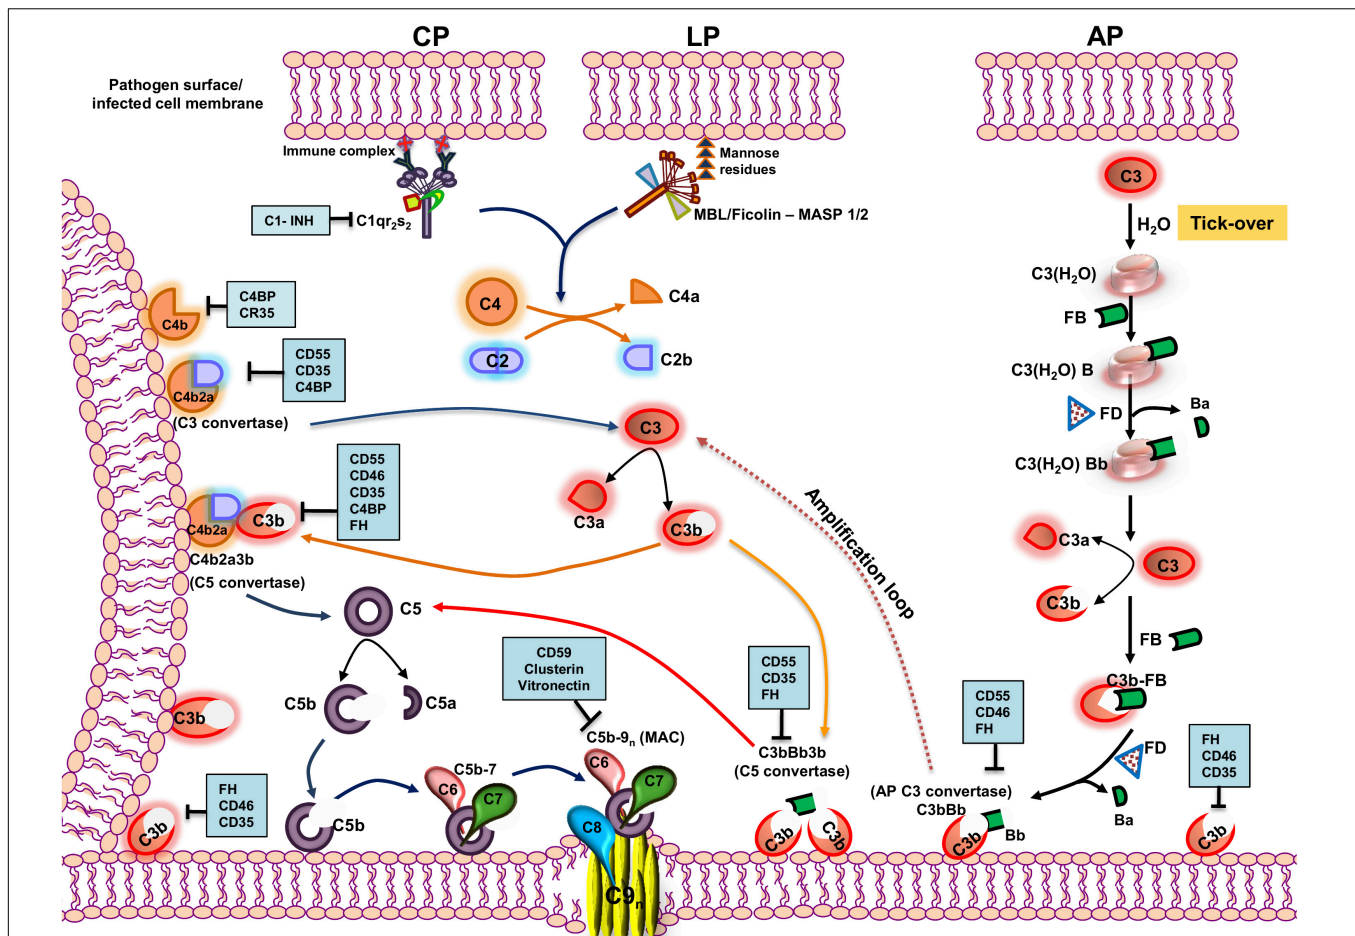 CP
LP
AP
Pathogen surface/
infected cell membrane
Immune complex
Mannose
residues
C1- INH
C1qr2s2
MBL/Ficolin – MASP 1/2
C3
H2O
Tick-over
C3(H2O)
FB
C3(H2O) B
FD
Ba
C3(H2O) Bb
C3a
C3
C3b
FB
C3b-FB
FD
Ba
C4
C4a
C2
C2b
C4b
C4BP
CR35
C4b2a
CD55
CD35
C4BP
(C3 convertase)
C3
C3a
C3b
Amplification loop
C4b2a
C3b
CD55
CD46
CD35
C4BP
FH
C4b2a3b
(C5 convertase)
C5
C5b
C5a
CD59
Clusterin
Vitronectin
C5b-9n (MAC)
C5b-7
C6
C7
C6
C7
C8
C9n
C5b
C3b
FH
CD46
CD35
C3b
CD55
CD35
FH
C3bBb3b
(C5 convertase)
C3b
C3b
CD55
CD46
FH
(AP C3 convertase)
C3bBb
C3b
Bb
FH
CD46
CD35
C3b